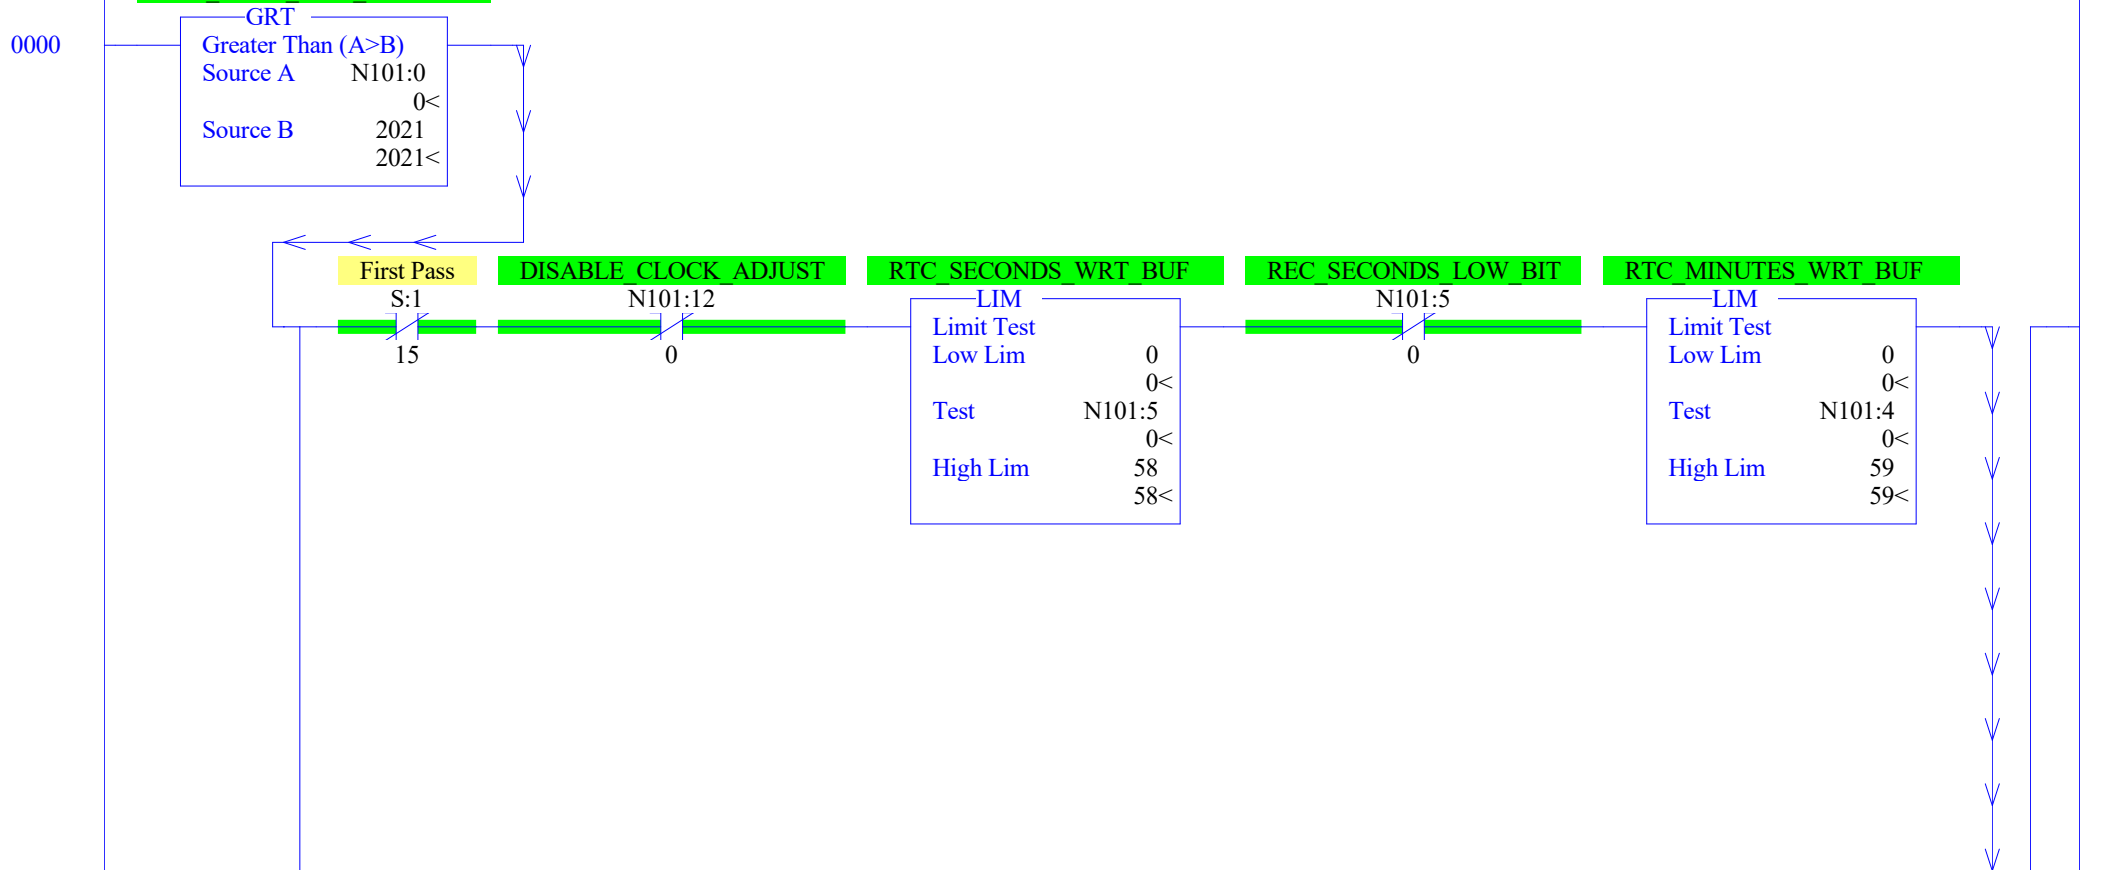 GRT
0000
Greater Than (A>B)
Source A N101:0
0<
Source B 2021
2021<
First Pass
S:1
15
DISABLE_CLOCK_ADJUST
N101:12
0
RTC_SECONDS_WRT_BUF
LIM
Limit Test
Low Lim 0
0<
Test N101:5
0<
High Lim 58
58<
REC_SECONDS_LOW_BIT
N101:5
0
RTC_MINUTES_WRT_BUF
LIM
Limit Test
Low Lim 0
0<
Test N101:4
0<
High Lim 59
59<